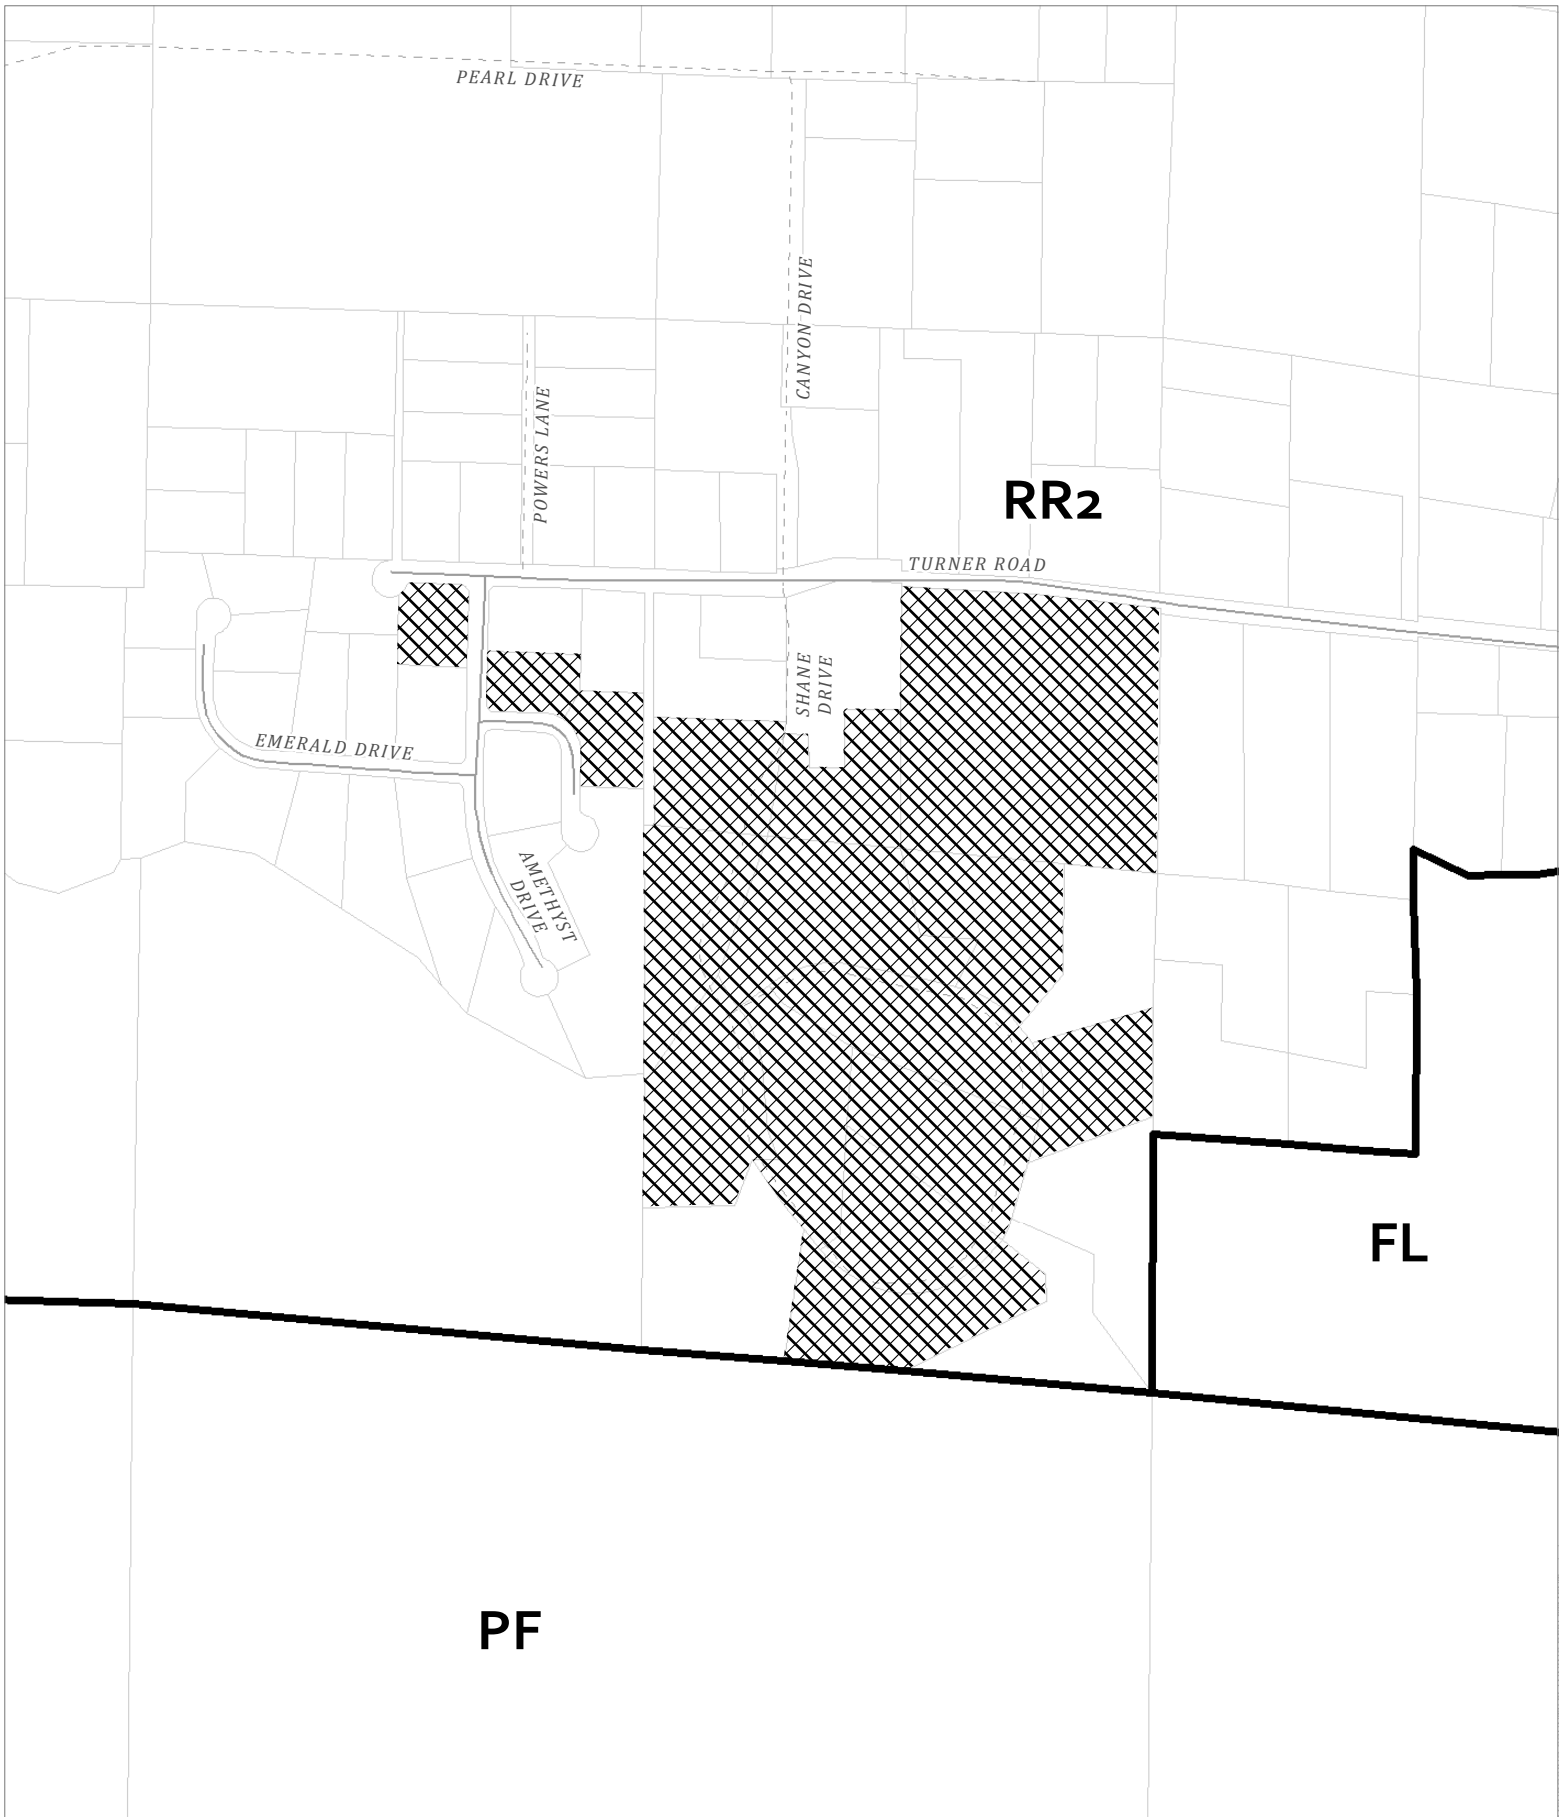 PEARL DRIVE
CANYON DRIVE
POWERS LANE
RR2
TURNER ROAD
SHANE
DRIVE
EMERALD DRIVE
AMETHYST
DRIVE
FL
PF